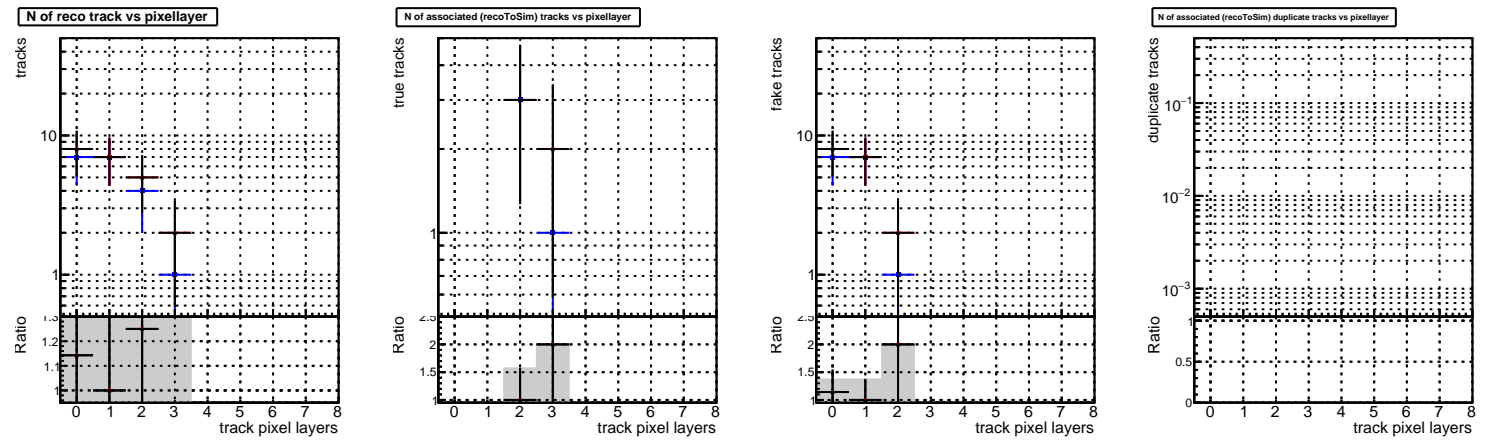 N of reco track vs pixellayer
tracks
10
1
Ratio
1.3
1.2
1.1
1
0 1 2 3 4 5 6 7 8
track pixel layers
N of associated (recoToSim) tracks vs pixellayer
true tracks
1
Ratio
2.5
2
1.5
1
0 1 2 3 4 5 6 7 8
track pixel layers
fake tracks
10
1
Ratio
2.5
2
1.5
1
0 1 2 3 4 5 6 7 8
track pixel layers
N of associated (recoToSim) duplicate tracks vs pixellayer
duplicate tracks
10⁻¹
10⁻²
10⁻³
Ratio
1
0.5
0
0 1 2 3 4 5 6 7 8
track pixel layers